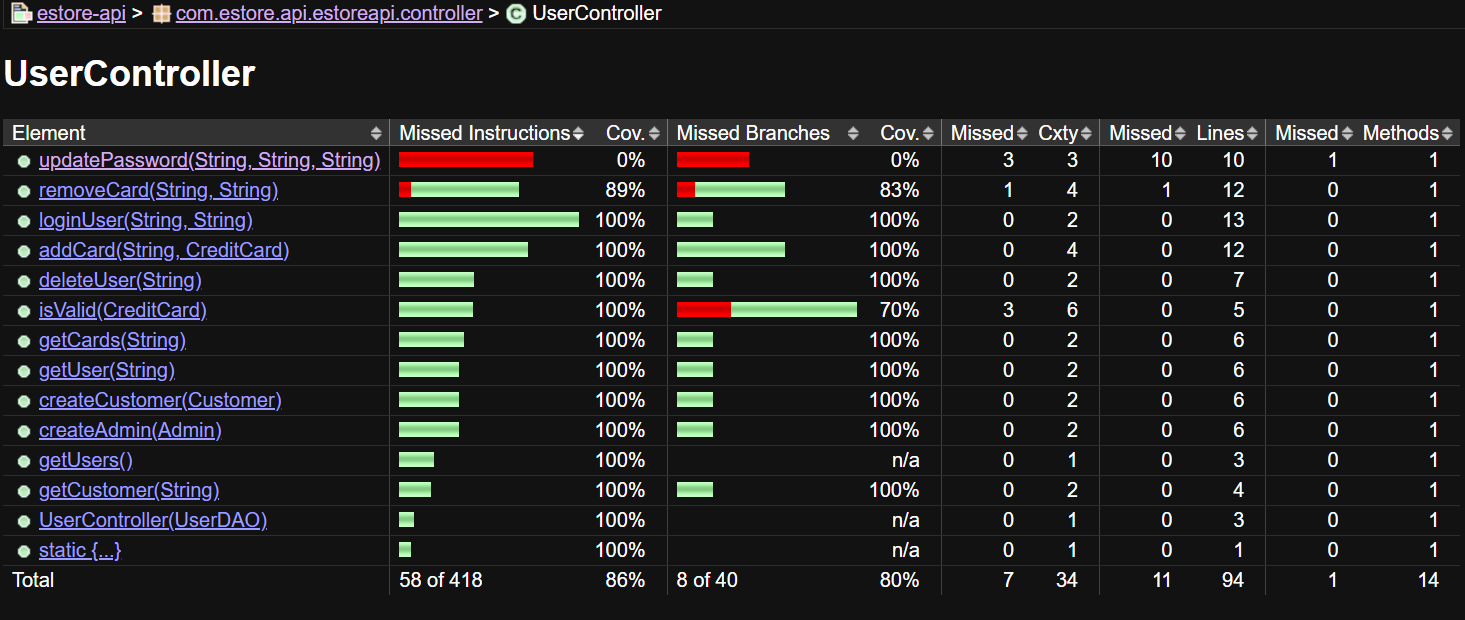 estore-api > com.estore.api.estoreapi.controller > C UserController
UserController
Element Missed Instructions Cov. Missed Branches Cov. Missed Cxty Missed Lines Missed Methods
updatePassword(String, String, String) 0% 0% 3 3 10 10 1 1
removeCard(String, String) 89% 83% 1 4 1 12 0 1
loginUser(String, String) 100% 100% 0 2 0 13 0 1
addCard(String, CreditCard) 100% 100% 0 4 0 12 0 1
deleteUser(String) 100% 100% 0 2 0 7 0 1
isValid(CreditCard) 100% 70% 3 6 0 5 0 1
getCards(String) 100% 100% 0 2 0 6 0 1
getUser(String) 100% 100% 0 2 0 6 0 1
createCustomer(Customer) 100% 100% 0 2 0 6 0 1
createAdmin(Admin) 100% 100% 0 2 0 6 0 1
getUsers() 100% n/a 0 1 0 3 0 1
getCustomer(String) 100% 100% 0 2 0 4 0 1
UserController(UserDAO) 100% n/a 0 1 0 3 0 1
static {...} 100% n/a 0 1 0 1 0 1
Total 58 of 418 86% 8 of 40 80% 7 34 11 94 1 14